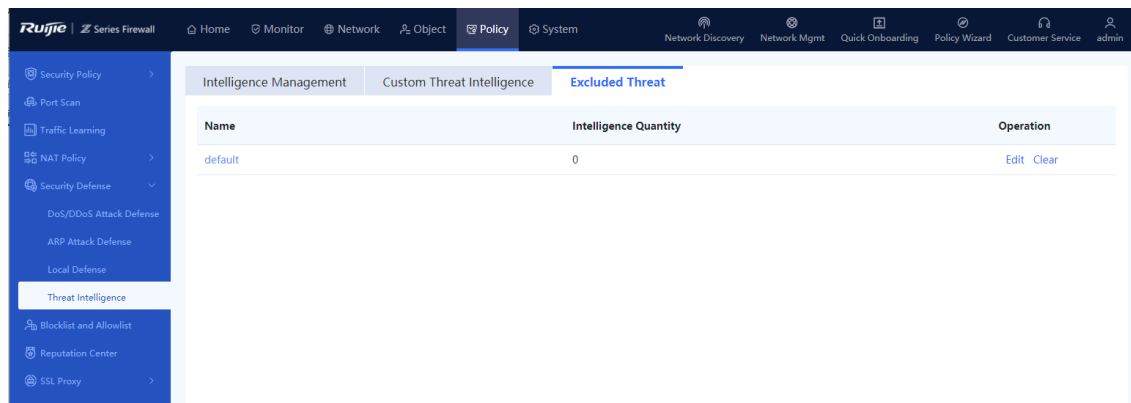 Ruijie | Z Series Firewall
Home Monitor Network Object Policy System
Network Discovery Network Mgmt Quick Onboarding Policy Wizard Customer Service admin
Security Policy
Port Scan
Traffic Learning
NAT Policy
Security Defense
DoS/DDoS Attack Defense
ARP Attack Defense
Local Defense
Threat Intelligence
Blocklist and Allowlist
Reputation Center
SSL Proxy
Intelligence Management Custom Threat Intelligence Excluded Threat
Name Intelligence Quantity Operation
default 0 Edit Clear